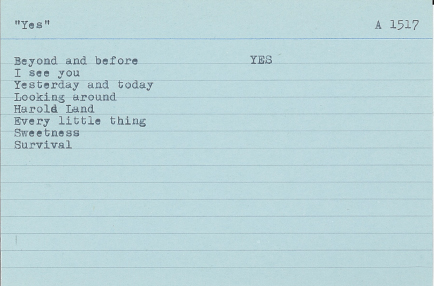 "Yes" A 1517
Beyond and before YES
I see you
Yesterday and today
Looking around
Harold Land
Every little thing
Sweetness
Survival